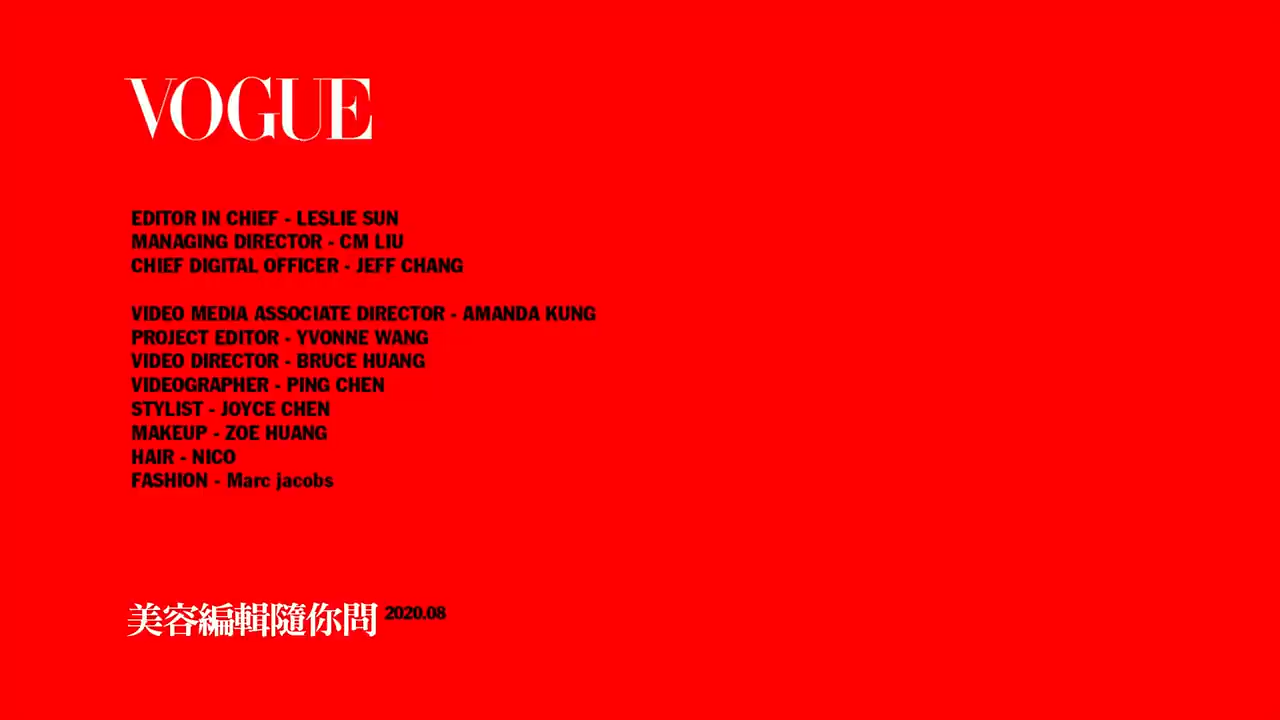 VOGUE
EDITOR IN CHIEF - LESLIE SUN
MANAGING DIRECTOR - CM LIU
CHIEF DIGITAL OFFICER - JEFF CHANG
VIDEO MEDIA ASSOCIATE DIRECTOR - AMANDA KUNG
PROJECT EDITOR - YVONNE WANG
VIDEO DIRECTOR - BRUCE HUANG
VIDEOGRAPHER - PING CHEN
STYLIST - JOYCE CHEN
MAKEUP - ZOE HUANG
HAIR - NICO
FASHION - Marc jacobs
美容編輯隨你問 2020.08